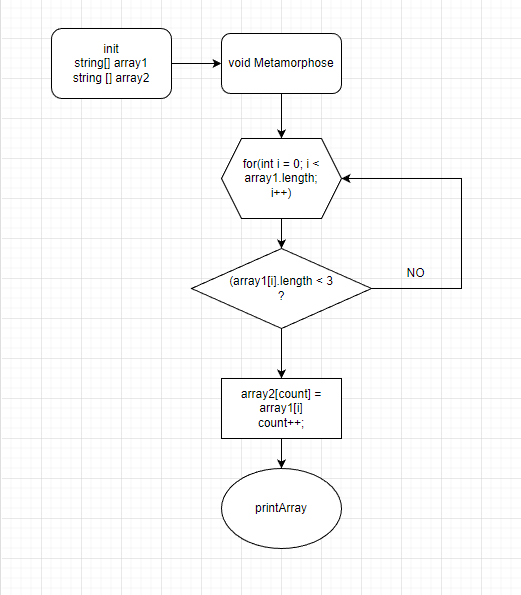 init
string[] array1
string [] array2
void Metamorphose
for(int i = 0; i <
array1.length;
i++)
(array1[i].length < 3
?
NO
array2[count] =
array1[i]
count++;
printArray